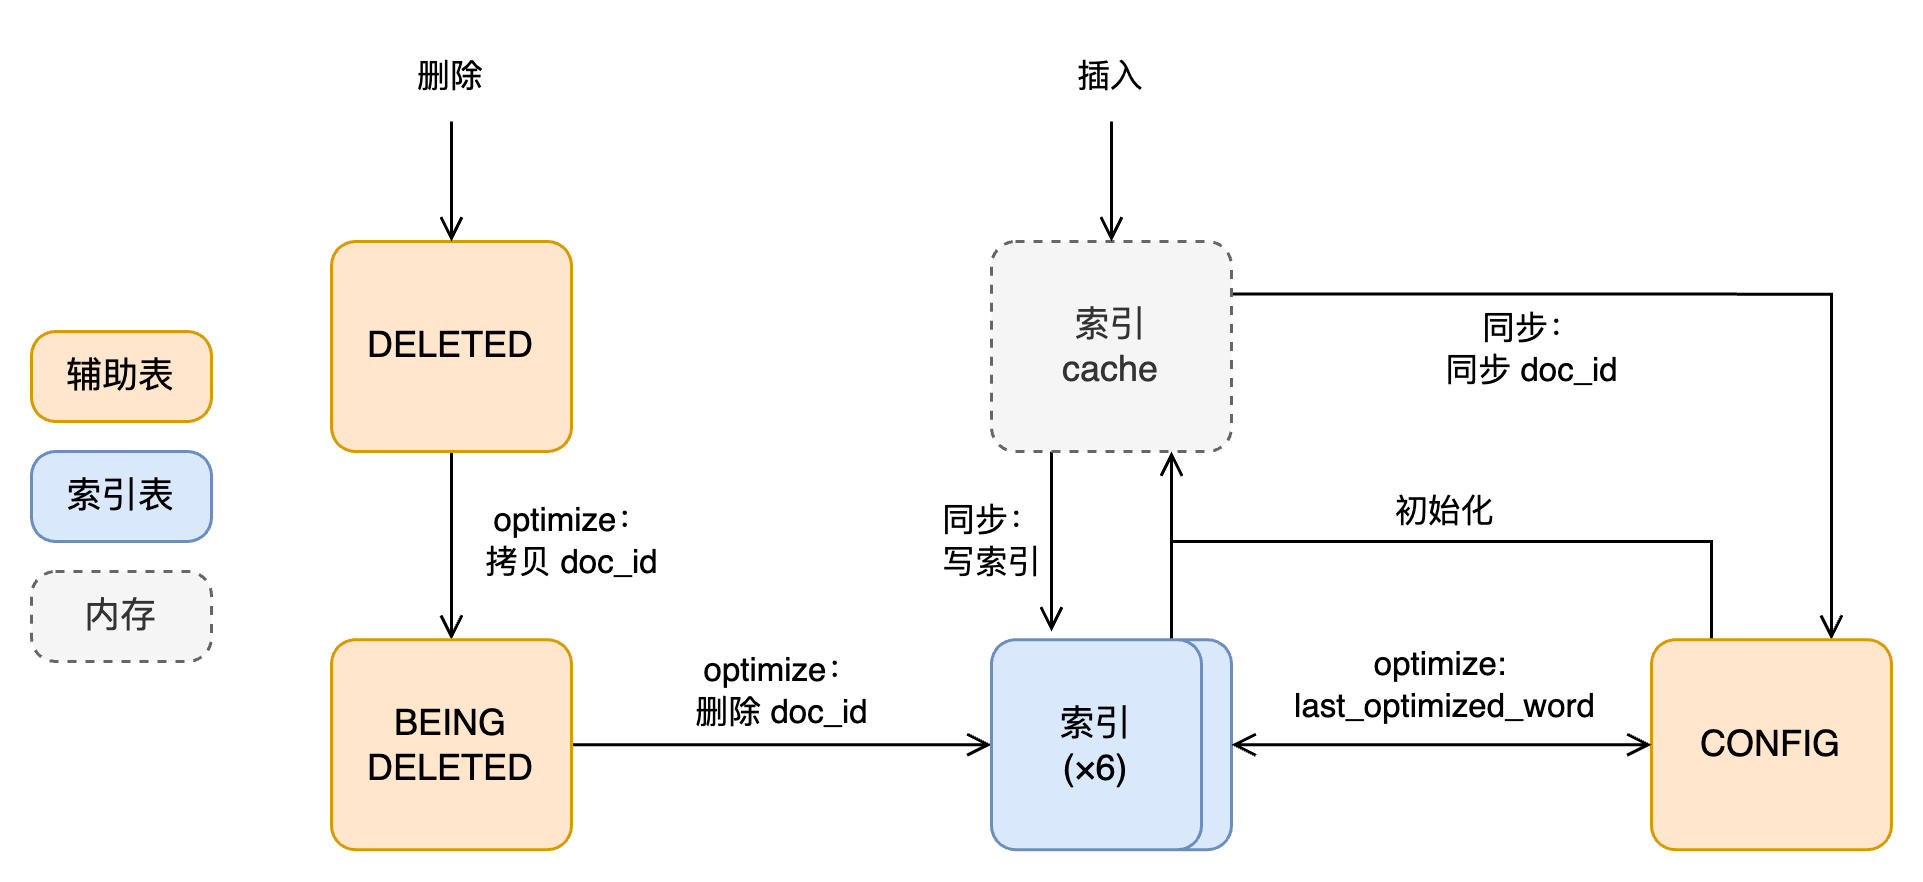 删除
插入
DELETED
索引
cache
同步：
同步 doc_id
辅助表
索引表
内存
optimize：
拷贝 doc_id
同步：
写索引
初始化
BEING
DELETED
optimize：
删除 doc_id
索引
(×6)
optimize:
last_optimized_word
CONFIG